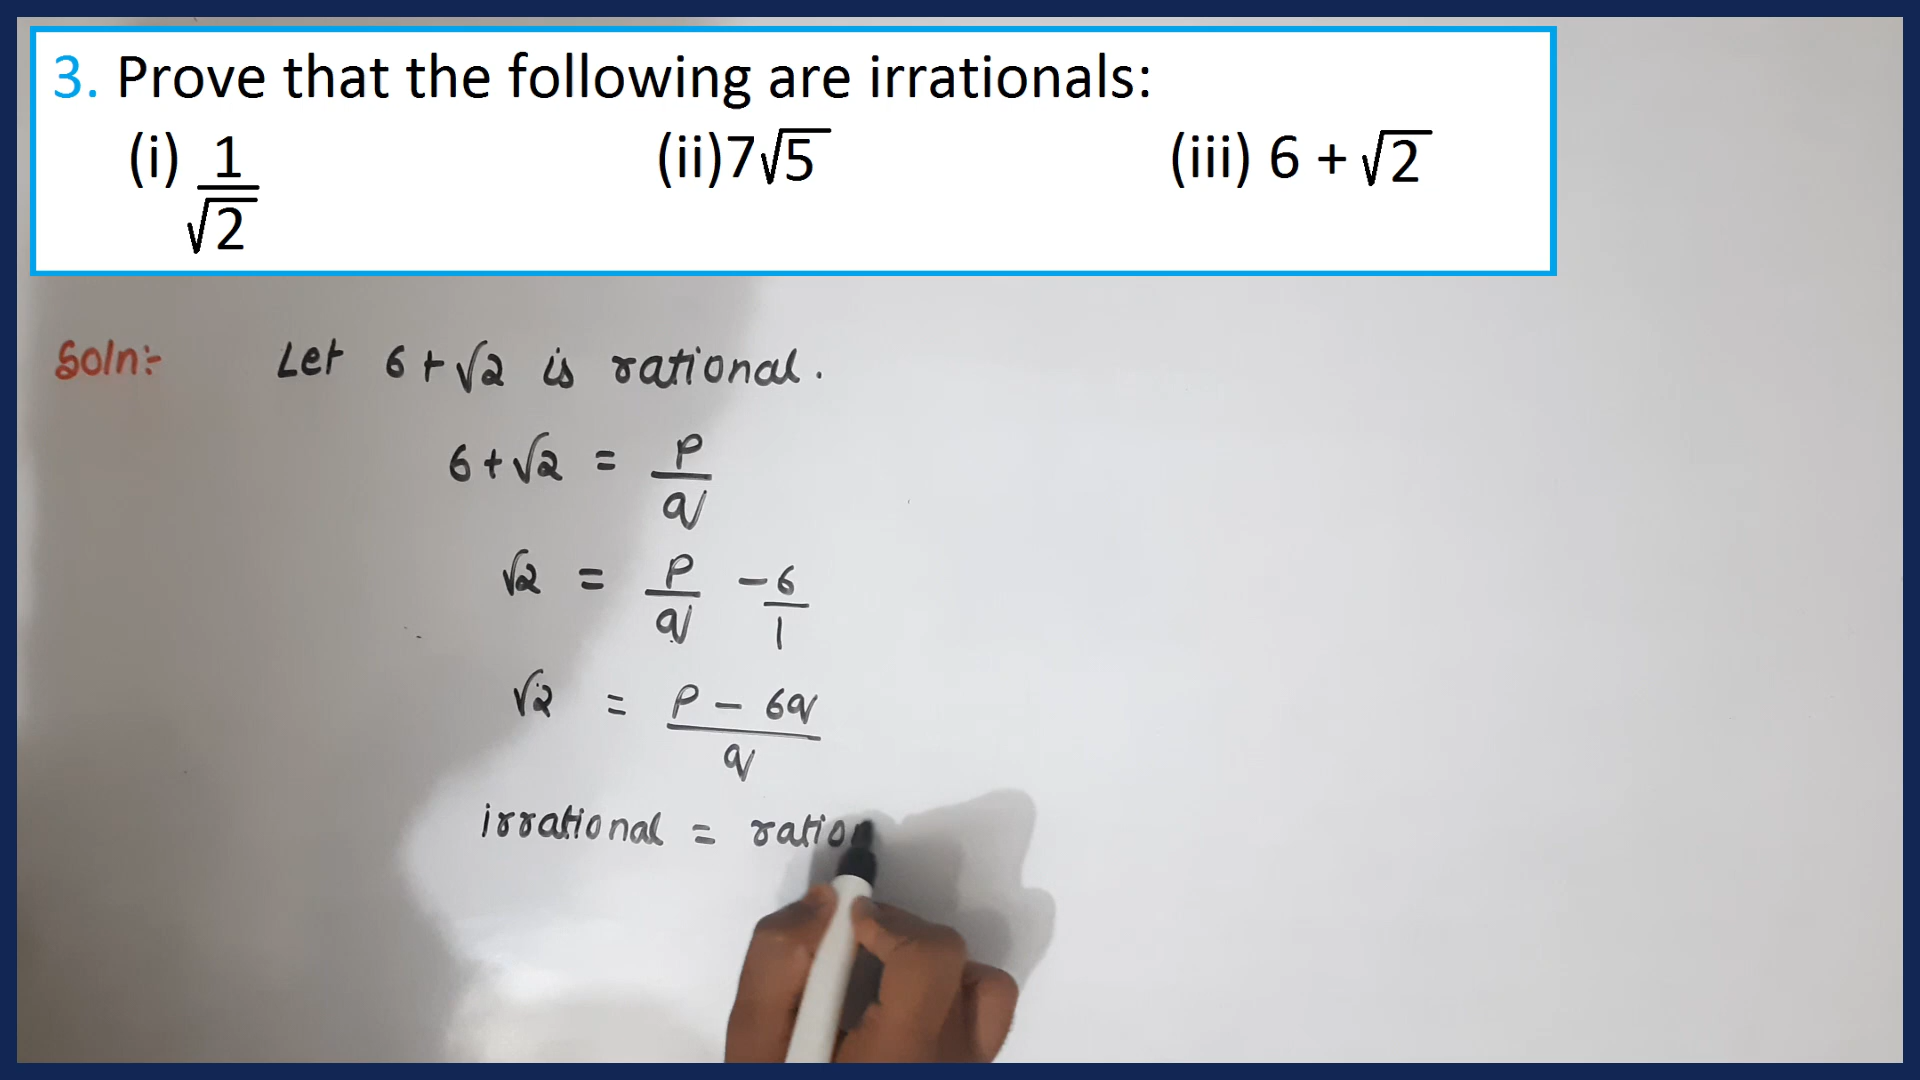 3. Prove that the following are irrationals:
(i) 1/√2 (ii) 7√5 (iii) 6 + √2
Soln:- Let 6+√2 is rational.
6+√2 = p/q
√2 = p/q - 6/1
√2 = p - 6q/q
irrational = ration